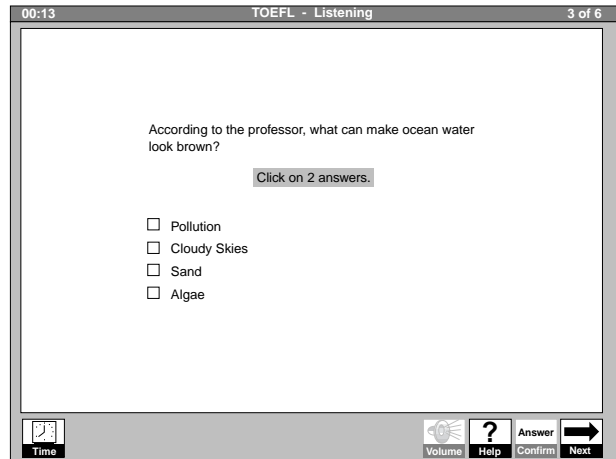 00:13 TOEFL - Listening 3 of 6
According to the professor, what can make ocean water
look brown?
Click on 2 answers.
Pollution
Cloudy Skies
Sand
Algae
Time Volume ? Help Answer Confirm Next